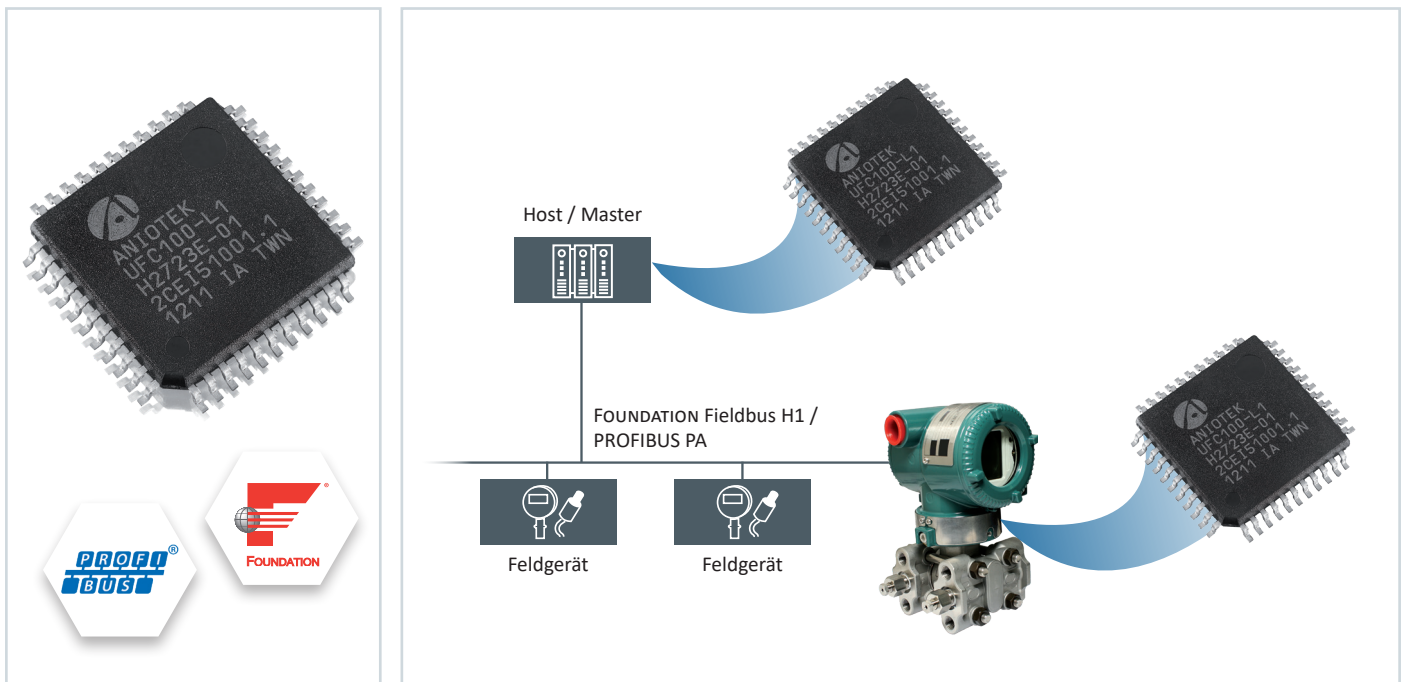 ANIOTEK
UFC100-L1
H2723E-01
2CEI51001.1
1211 IA TWN
PROFI®
BUS
®
FOUNDATION
Host / Master
ANIOTEK
UFC100-L1
H2723E-01
2CEI51001.1
1211 IA TWN
FOUNDATION Fieldbus H1 /
PROFIBUS PA
Feldgerät
Feldgerät
ANIOTEK
UFC100-L1
H2723E-01
2CEI51001.1
1211 IA TWN